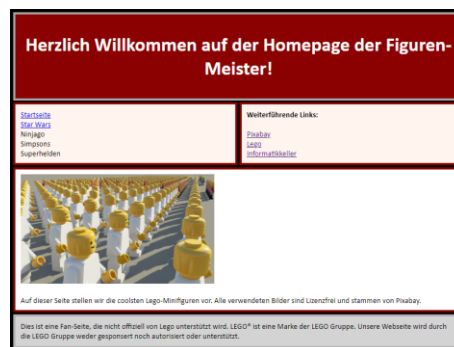 Herzlich Willkommen auf der Homepage der Figuren-
Meister!
Startseite
Star Wars
Ninjago
Simpsons
Superhelden
Weiterführende Links:
Pixabay
Lego
Informatikkeller
Auf dieser Seite stellen wir die coolsten Lego-Minifiguren vor. Alle verwendeten Bilder sind Lizenzfrei und stammen von Pixabay.
Dies ist eine Fan-Seite, die nicht offiziell von Lego unterstützt wird. LEGO® ist eine Marke der LEGO Gruppe. Unsere Webseite wird durch
die LEGO Gruppe weder gesponsert noch autorisiert oder unterstützt.